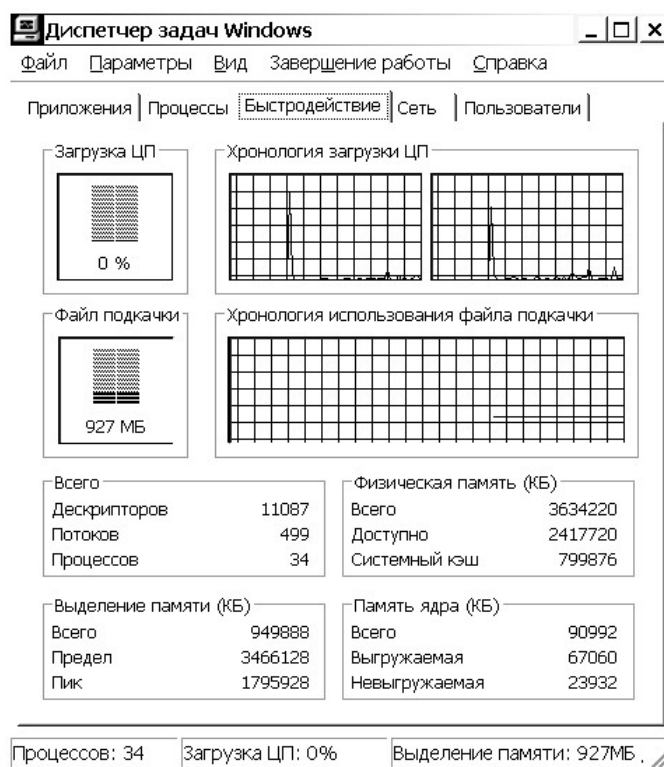 Диспетчер задач Windows
Файл Параметры Вид Завершение работы Справка
Приложения Процессы Быстродействие Сеть Пользователи
Загрузка ЦП
0 %
Хронология загрузки ЦП
Файл подкачки
927 МБ
Хронология использования файла подкачки
Всего
Дескрипторов 11087
Потоков 499
Процессов 34
Физическая память (КБ)
Всего 3634220
Доступно 2417720
Системный кэш 799876
Выделение памяти (КБ)
Всего 949888
Предел 3466128
Пик 1795928
Память ядра (КБ)
Всего 90992
Выгружаемая 67060
Невыгружаемая 23932
Процессов: 34 Загрузка ЦП: 0% Выделение памяти: 927МБ .